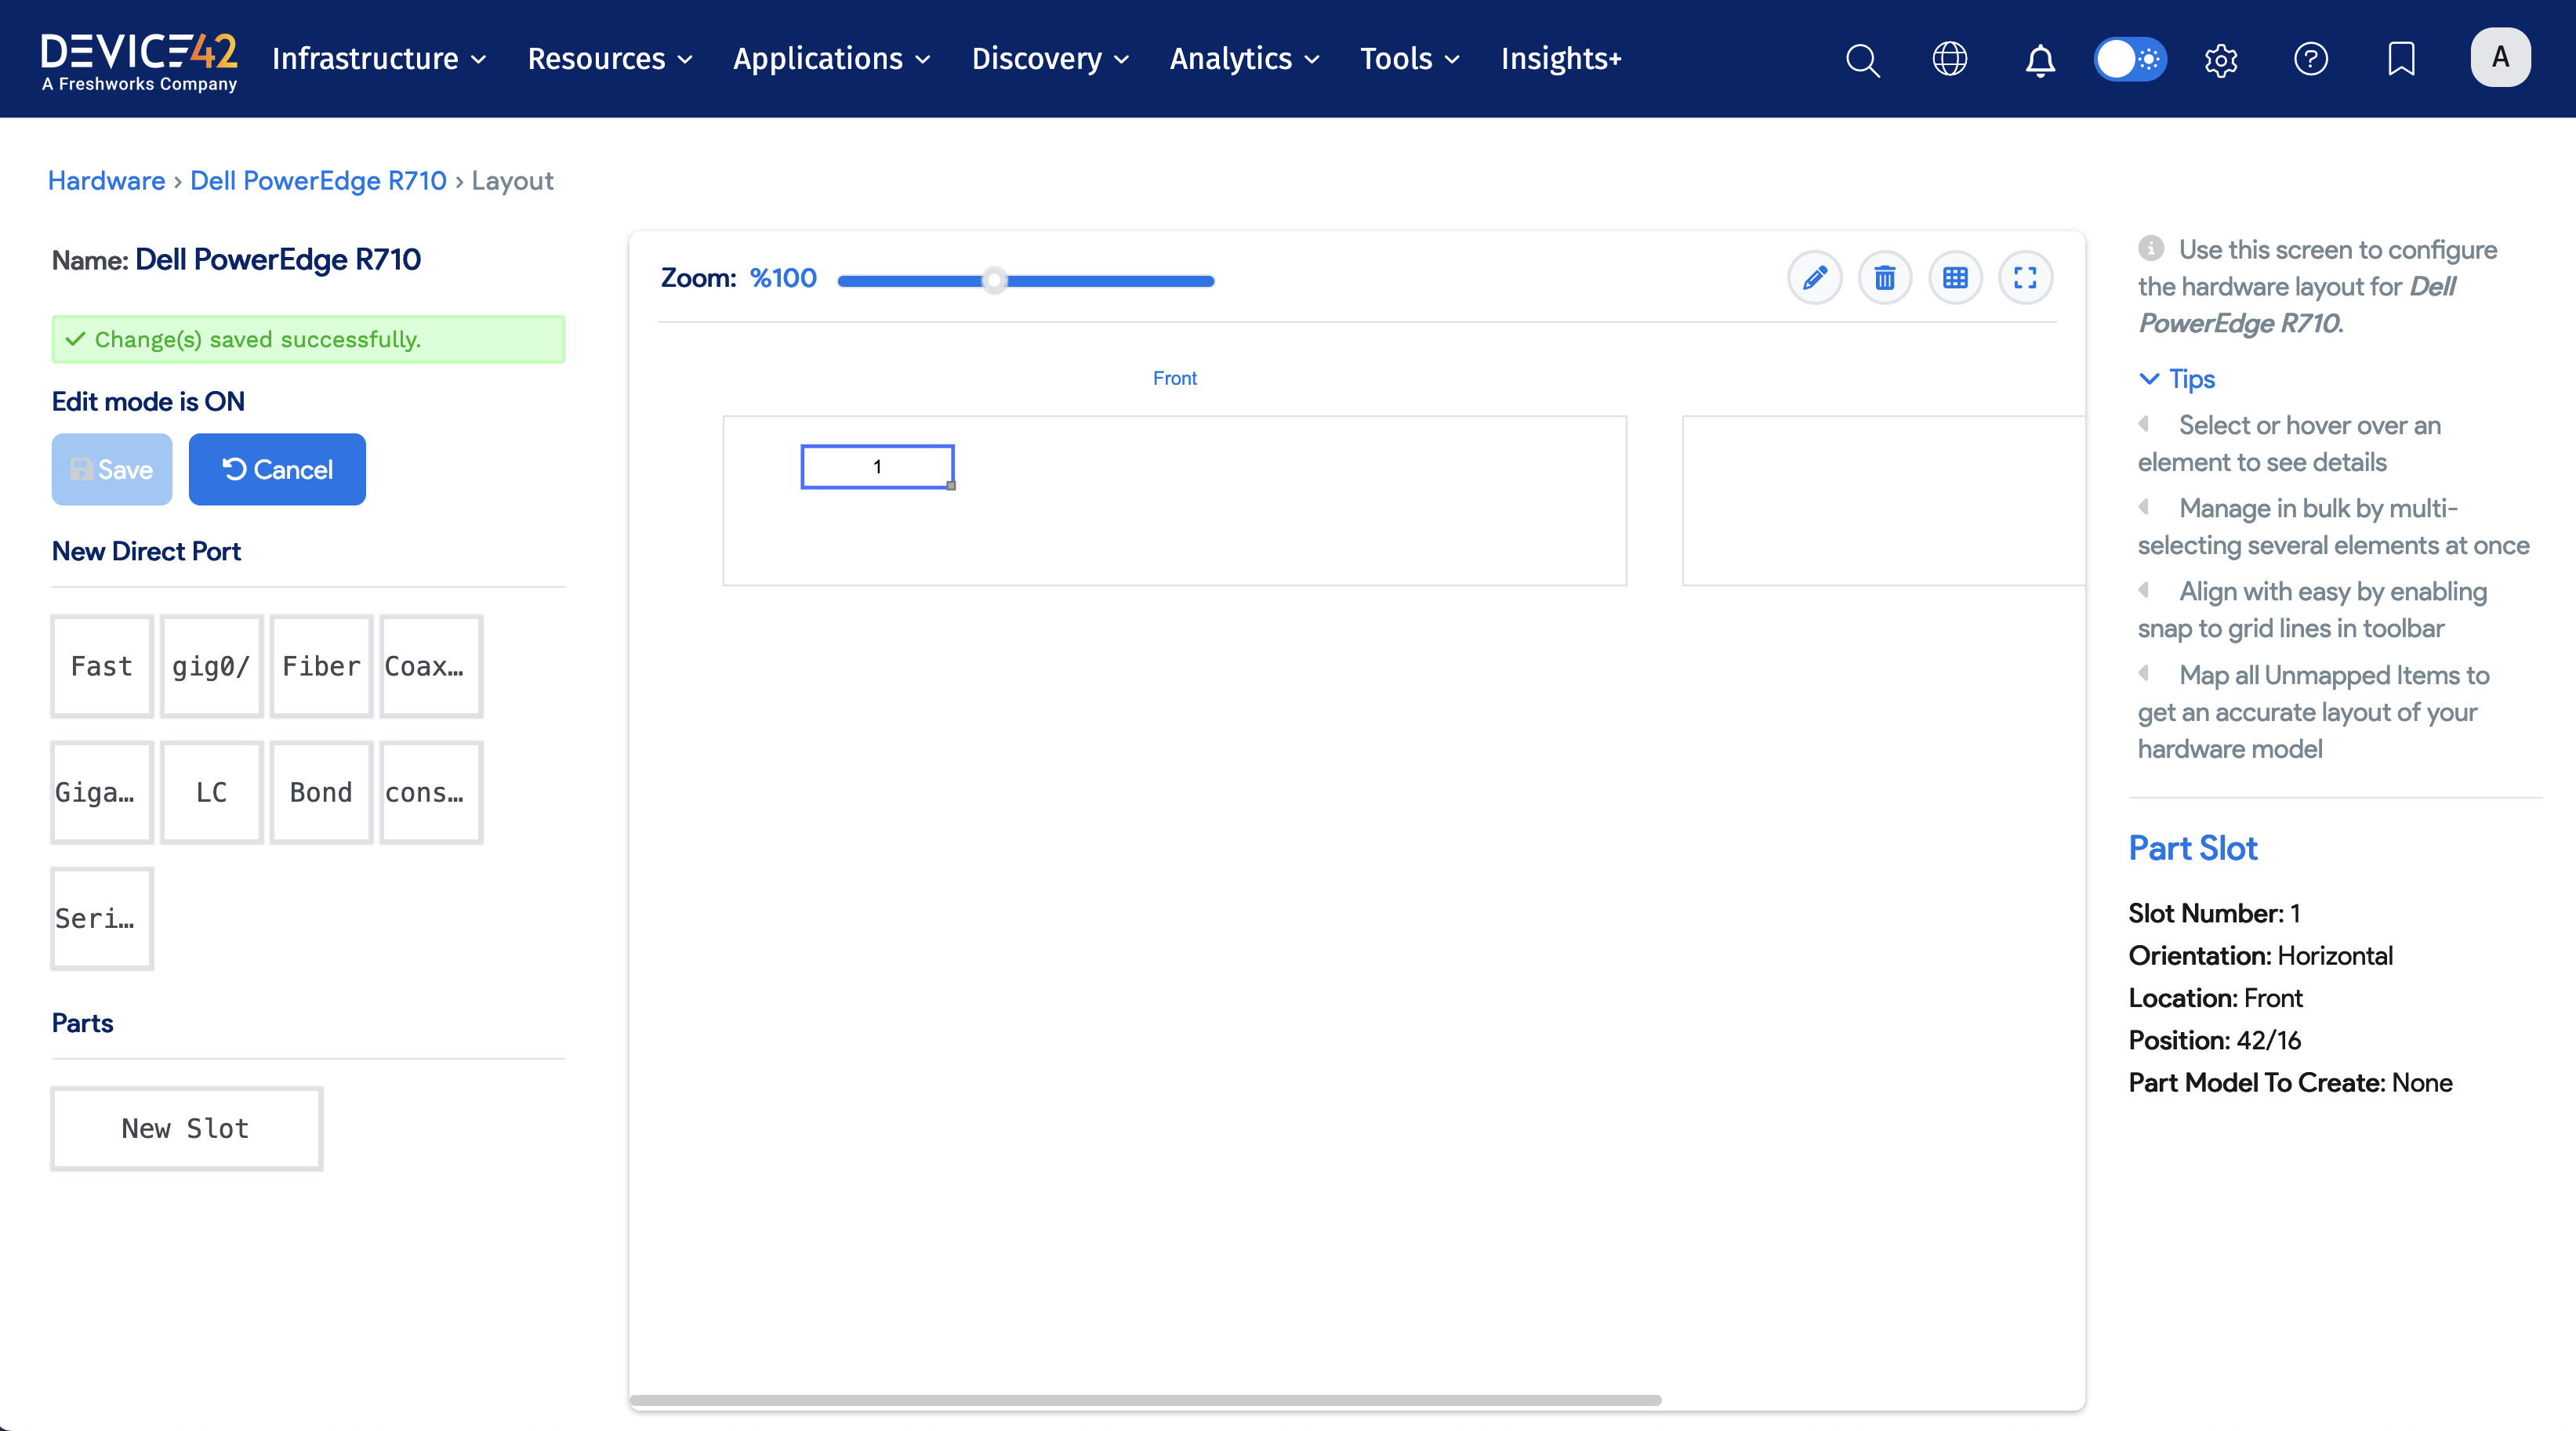 DEVICE42
A Freshworks Company
Infrastructure
Resources
Applications
Discovery
Analytics
Tools
Insights+
A
Hardware › Dell PowerEdge R710 › Layout
Name: Dell PowerEdge R710
Change(s) saved successfully.
Edit mode is ON
Save
Cancel
New Direct Port
Fast
gig0/
Fiber
Coax...
Giga...
LC
Bond
cons...
Seri...
Parts
New Slot
Zoom: %100
Front
1
Use this screen to configure
the hardware layout for Dell
PowerEdge R710.
Tips
Select or hover over an
element to see details
Manage in bulk by multi-
selecting several elements at once
Align with easy by enabling
snap to grid lines in toolbar
Map all Unmapped Items to
get an accurate layout of your
hardware model
Part Slot
Slot Number: 1
Orientation: Horizontal
Location: Front
Position: 42/16
Part Model To Create: None